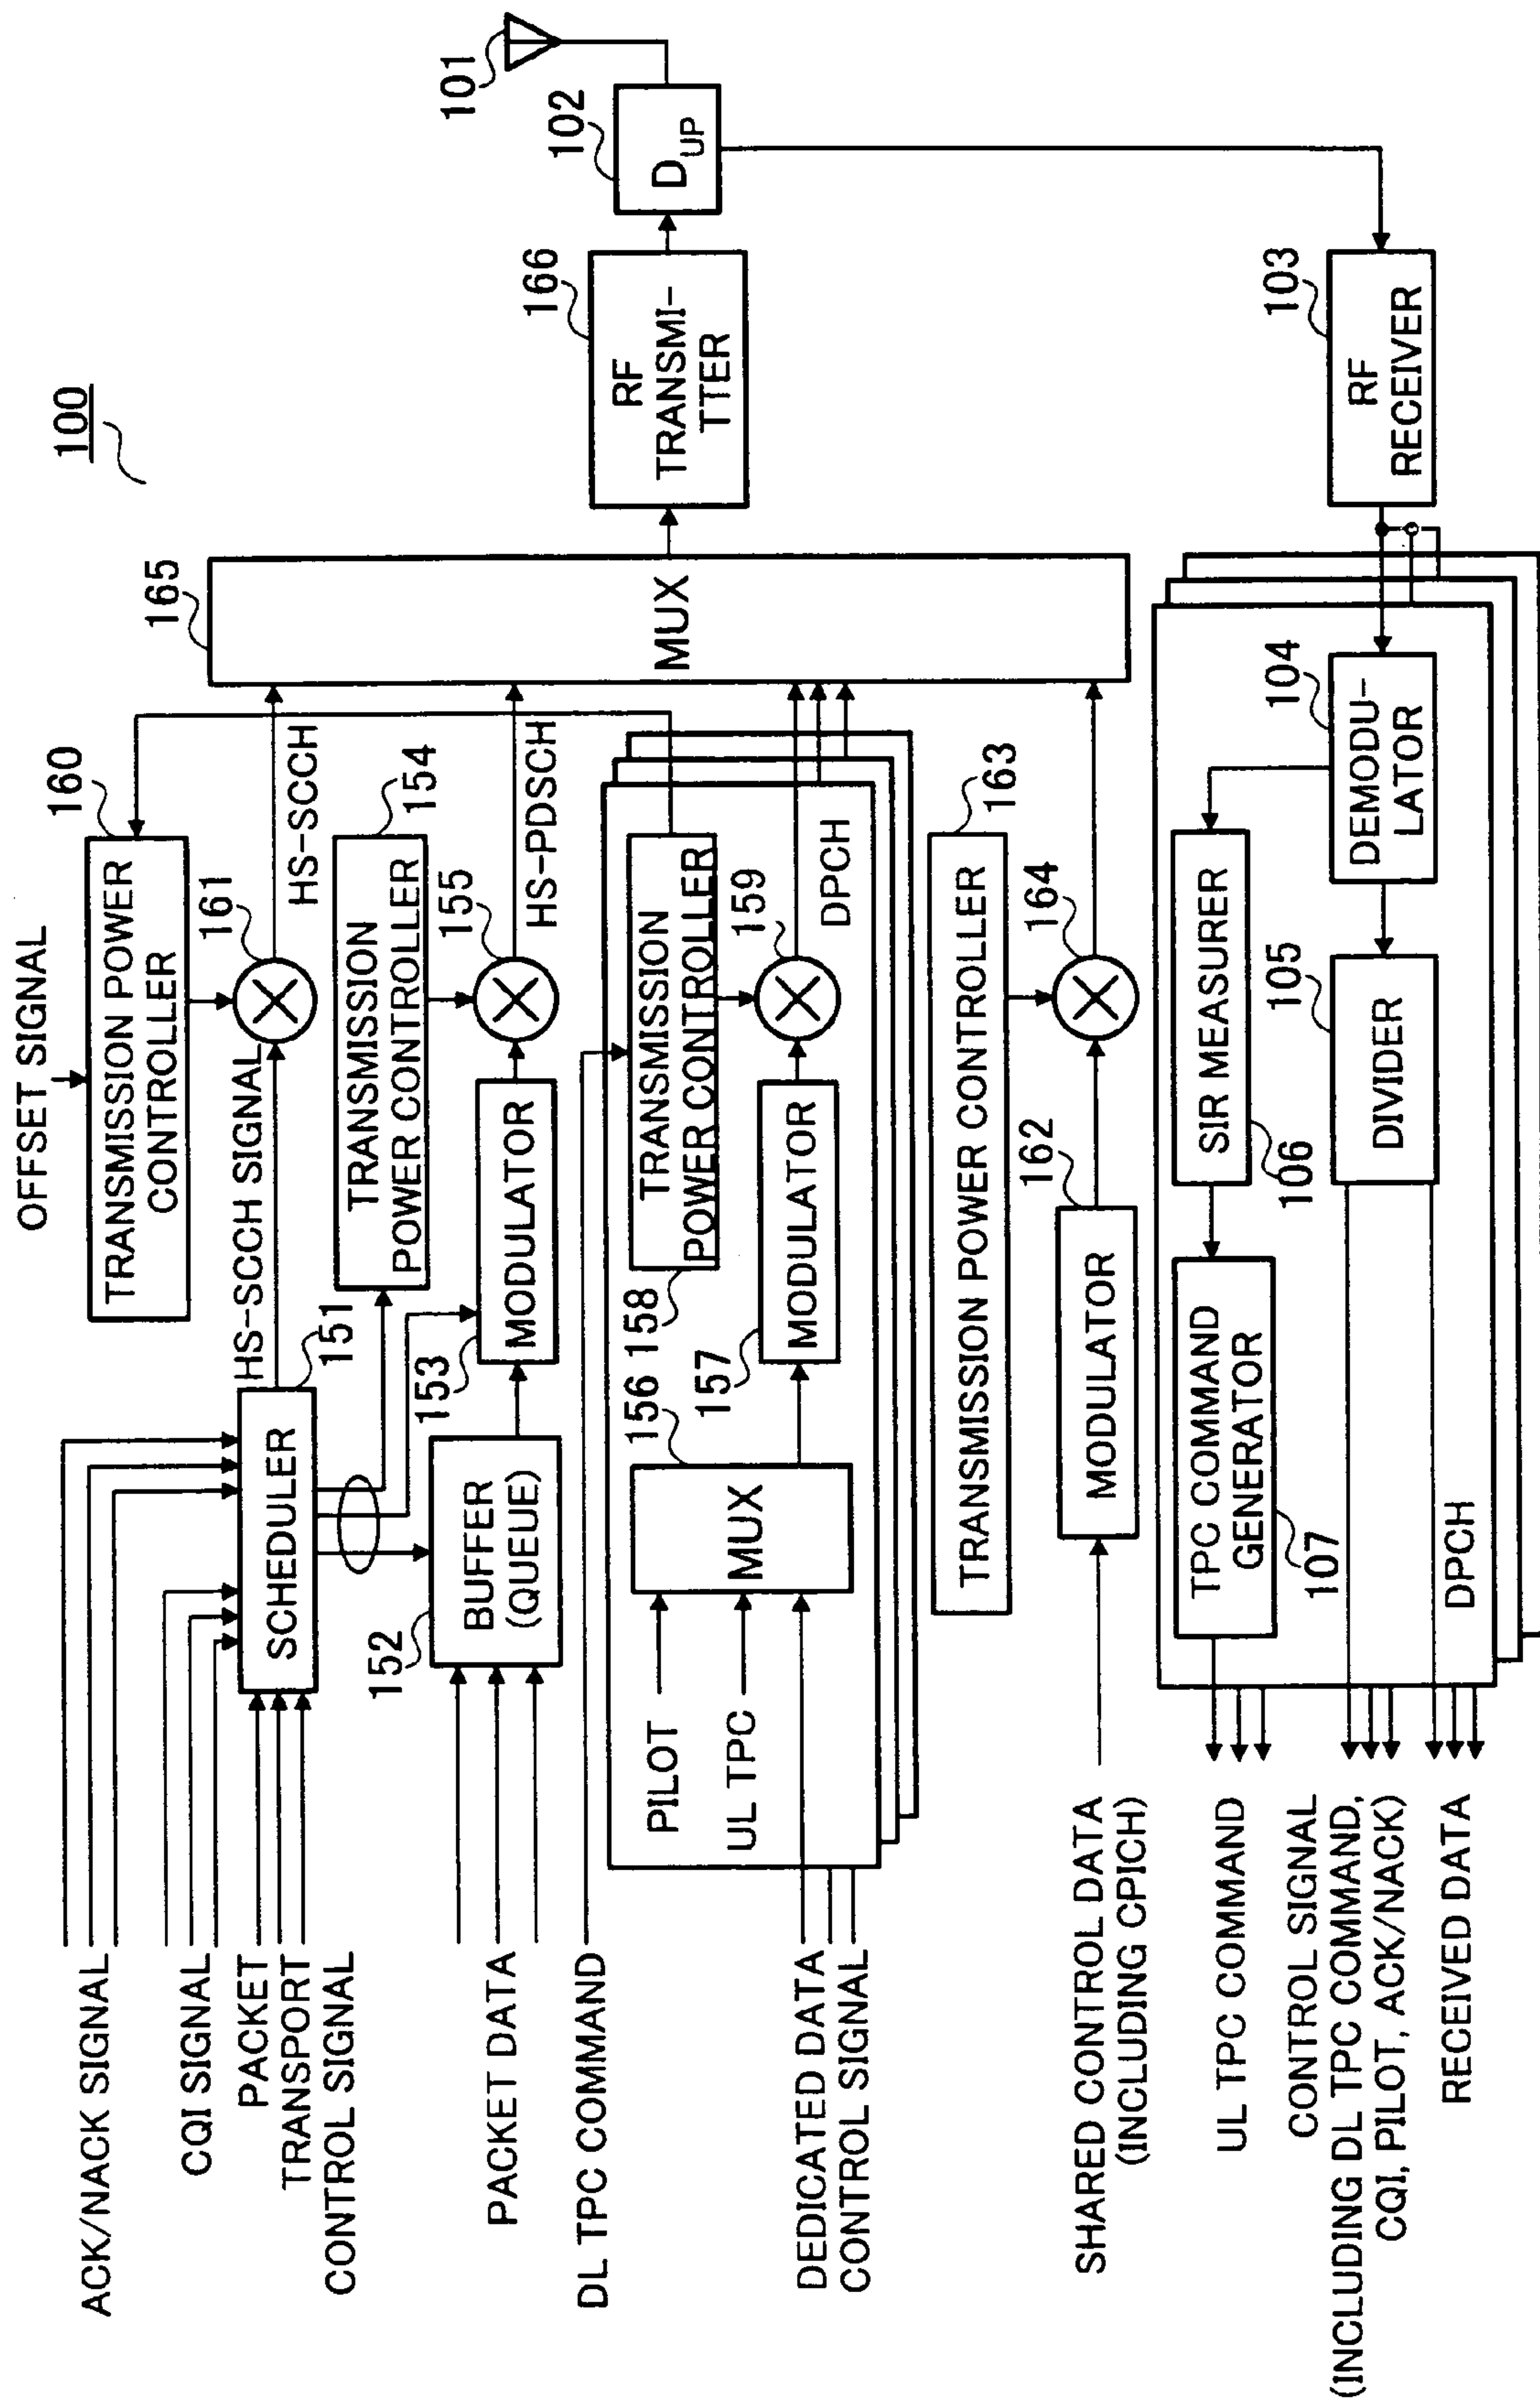 100
ACK/NACK SIGNAL
CQI SIGNAL
PACKET
TRANSPORT
CONTROL SIGNAL
PACKET DATA
DL TPC COMMAND
DEDICATED DATA
CONTROL SIGNAL
SHARED CONTROL DATA
(INCLUDING CPICH)
UL TPC COMMAND
CONTROL SIGNAL
(INCLUDING DL TPC COMMAND,
CQI, PILOT, ACK/NACK)
RECEIVED DATA
OFFSET SIGNAL
TRANSMISSION POWER
CONTROLLER
160
HS-SCCH SIGNAL
161
HS-SCCH
SCHEDULER
151
TRANSMISSION
POWER CONTROLLER
154
BUFFER
(QUEUE)
152
MODULATOR
153
155
HS-PDSCH
PILOT
UL TPC
MUX
156
TRANSMISSION
POWER CONTROLLER
158
MODULATOR
157
159
DPCH
TRANSMISSION POWER CONTROLLER
163
MODULATOR
162
164
MUX
165
RF
TRANSMI-
TTER
166
DUP
102
101
RF
RECEIVER
103
DEMODU-
LATOR
104
SIR MEASURER
106
DIVIDER
105
TPC COMMAND
GENERATOR
107
DPCH